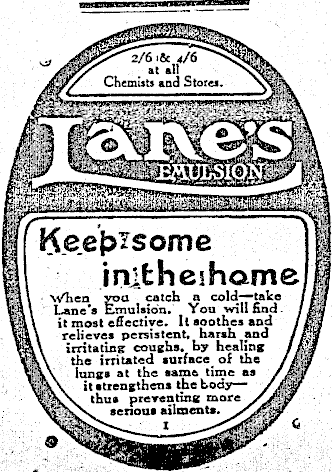 2/6 & 4/6
at all
Chemists and Stores.
Lane's
EMULSION
Keep some
in the home
When you catch a cold—take
Lane's Emulsion. You will find
it most effective. It soothes and
relieves persistent, harsh and
irritating coughs, by healing
the irritated surface of the
lungs at the same time as
it strengthens the body—
thus preventing more
serious ailments.
1